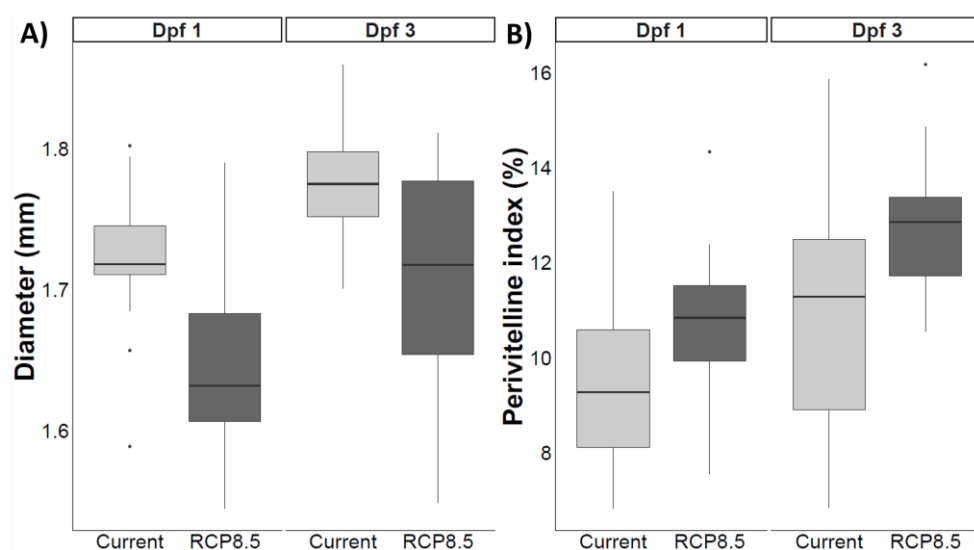 A)
Dpf 1
Dpf 3
Diameter (mm)
1.8
1.7
1.6
Current
RCP8.5
Current
RCP8.5
B)
Dpf 1
Dpf 3
Perivitelline index (%)
16
14
12
10
8
Current
RCP8.5
Current
RCP8.5